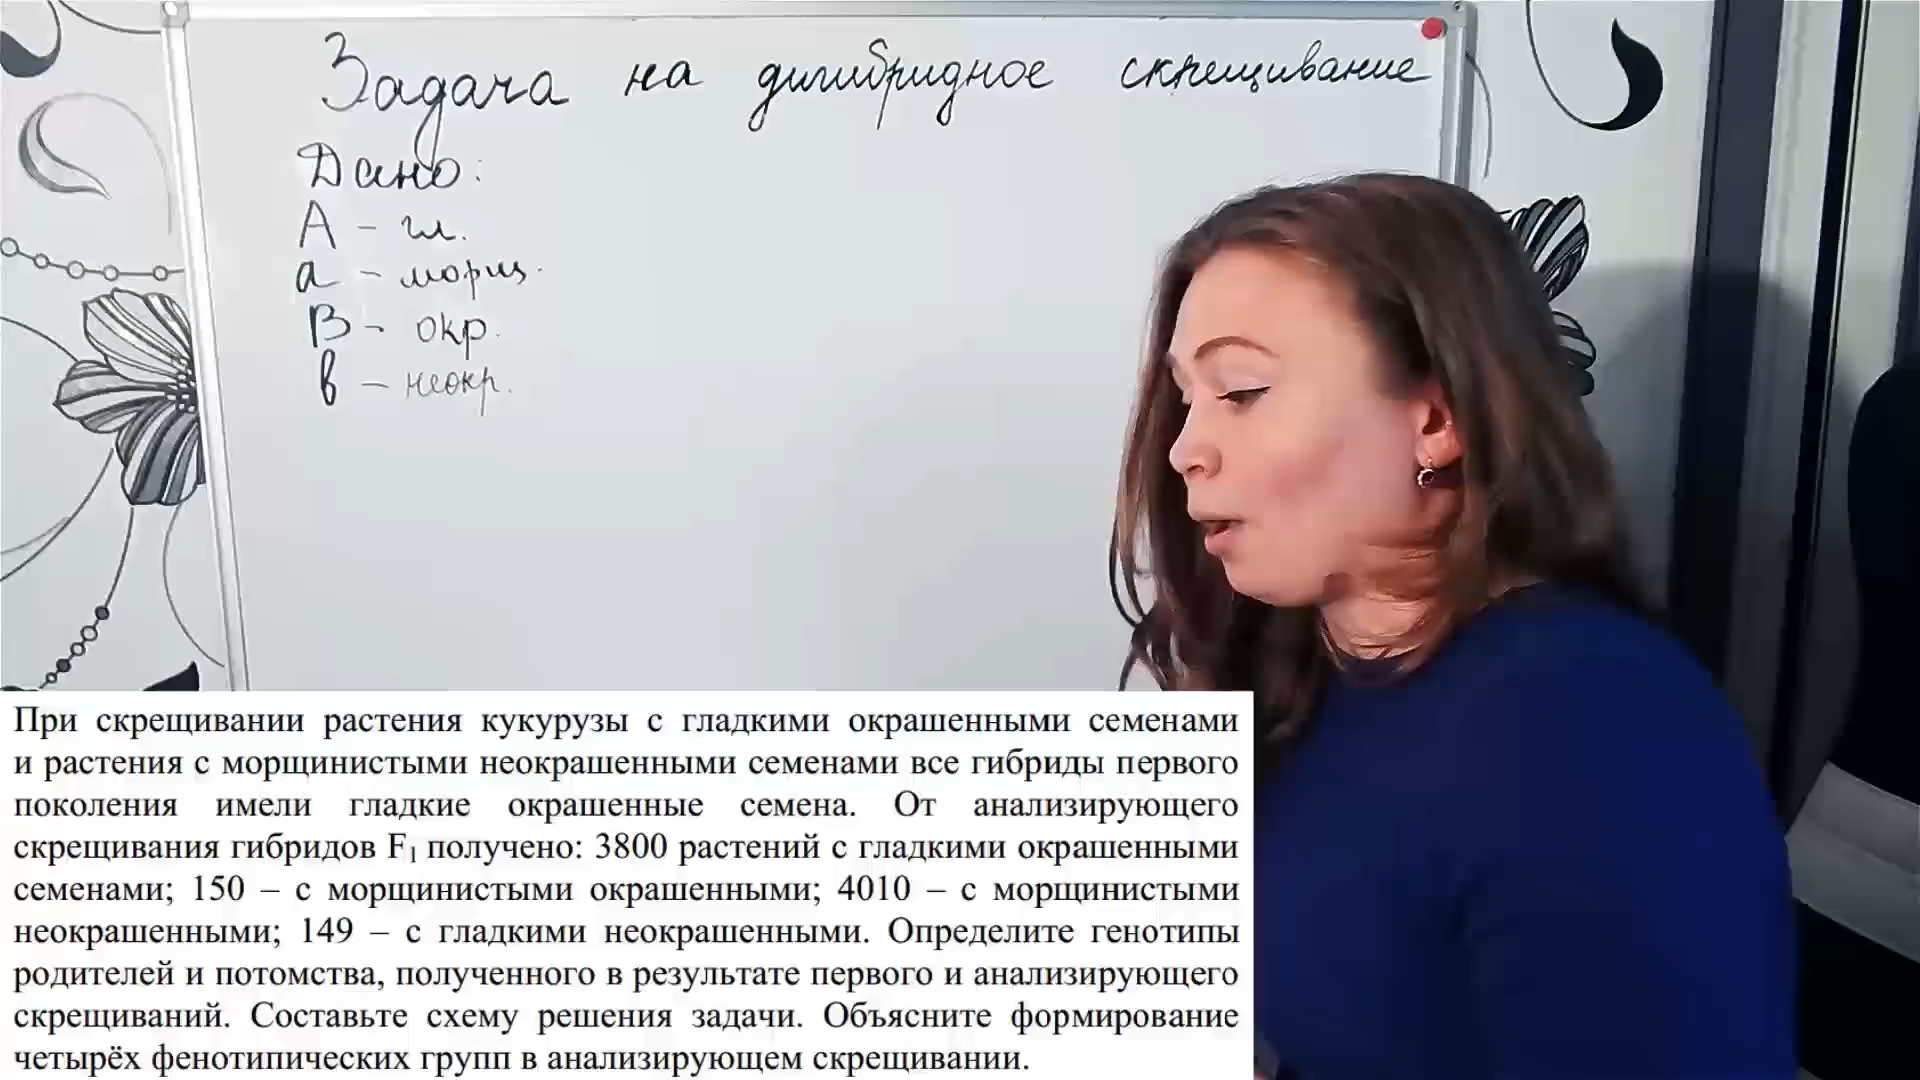 Задача на дигибридное скрещивание
Дано:
А - гл.
а - морщ.
В - окр.
в - неокр.
При скрещивании растения кукурузы с гладкими окрашенными семенами
и растения с морщинистыми неокрашенными семенами все гибриды первого
поколения имели гладкие окрашенные семена. От анализирующего
скрещивания гибридов F₁ получено: 3800 растений с гладкими окрашенными
семенами; 150 – с морщинистыми окрашенными; 4010 – с морщинистыми
неокрашенными; 149 – с гладкими неокрашенными. Определите генотипы
родителей и потомства, полученного в результате первого и анализирующего
скрещиваний. Составьте схему решения задачи. Объясните формирование
четырёх фенотипических групп в анализирующем скрещивании.